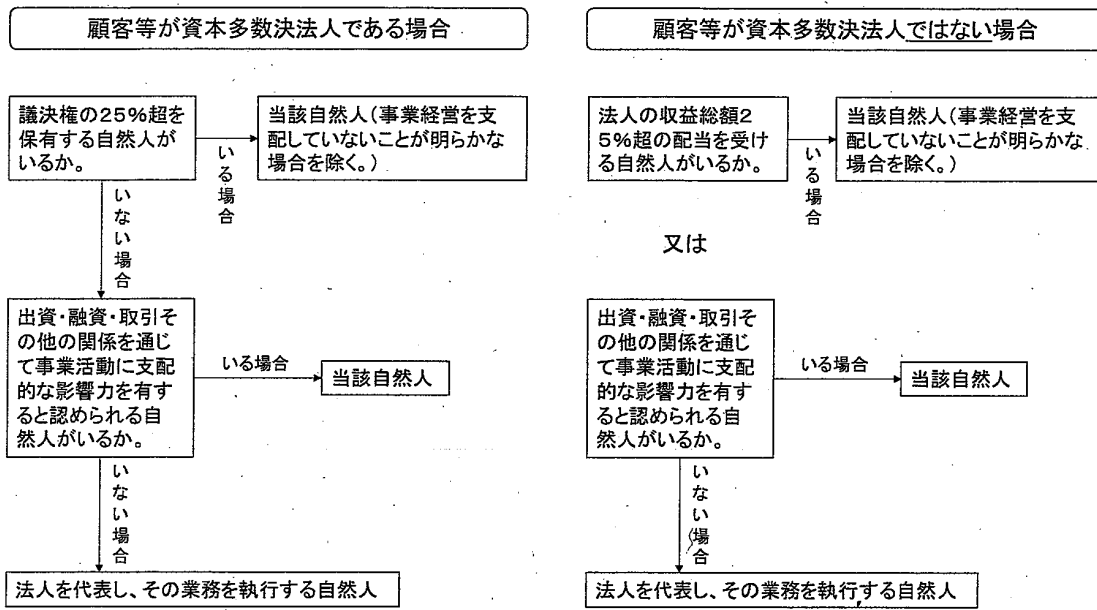 顧客等が資本多数決法人である場合
議決権の25%超を
保有する自然人が
いるか。
いる場合
当該自然人(事業経営を支
配していないことが明らかな
場合を除く。)
いない場合
出資・融資・取引そ
の他の関係を通じ
て事業活動に支配
的な影響力を有す
ると認められる自
然人がいるか。
いる場合
当該自然人
いない場合
法人を代表し、その業務を執行する自然人
顧客等が資本多数決法人ではない場合
法人の収益総額2
5%超の配当を受け
る自然人がいるか。
いる場合
当該自然人(事業経営を支
配していないことが明らかな
場合を除く。)
又は
出資・融資・取引そ
の他の関係を通じ
て事業活動に支配
的な影響力を有す
ると認められる自
然人がいるか。
いる場合
当該自然人
いない場合
法人を代表し、その業務を執行する自然人